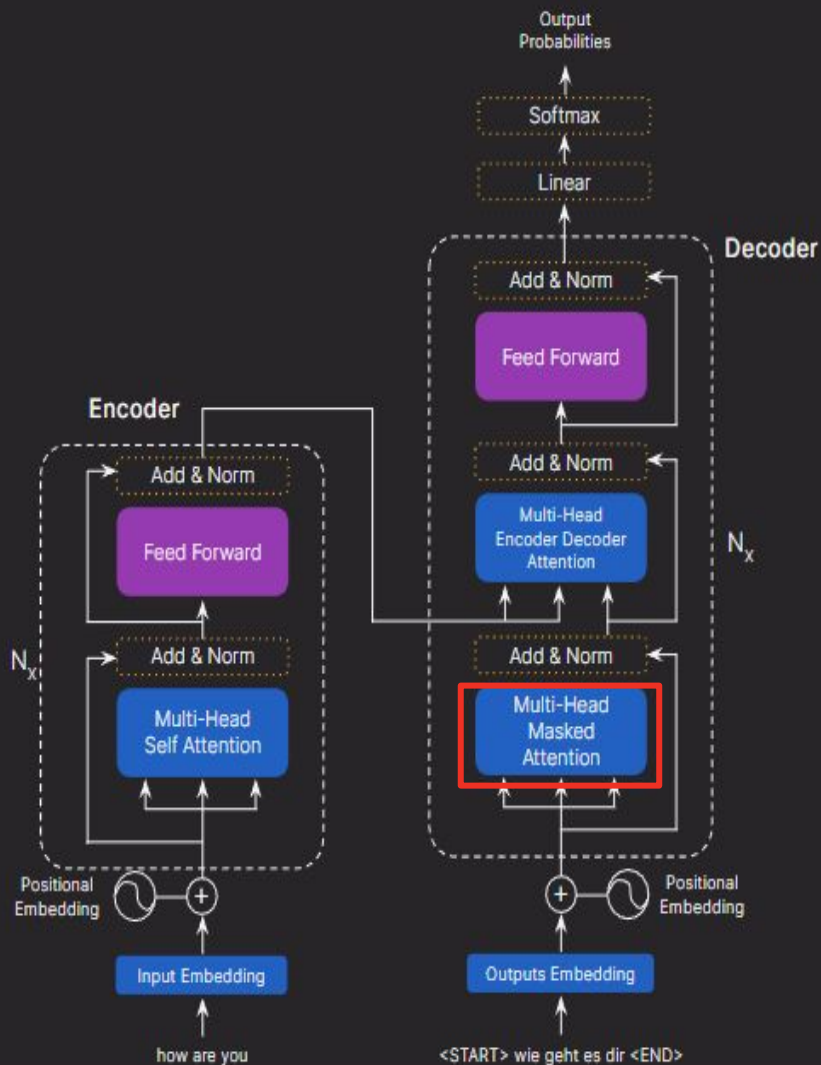 Output
Probabilities
Softmax
Linear
Decoder
Add & Norm
Feed Forward
Add & Norm
Multi-Head
Encoder Decoder
Attention
Nx
Add & Norm
Multi-Head
Masked
Attention
Positional
Embedding
Outputs Embedding
<START> wie geht es dir <END>
Encoder
Add & Norm
Feed Forward
Nx
Add & Norm
Multi-Head
Self Attention
Positional
Embedding
Input Embedding
how are you